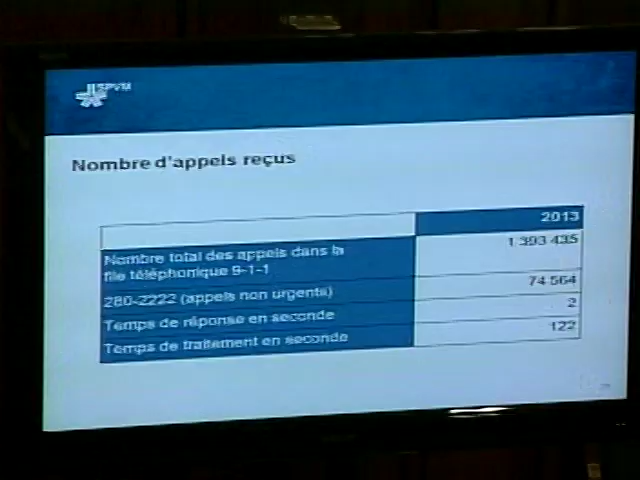 SPVM
Nombre d'appels reçus
2013
Nombre total des appels dans la
file téléphonique 9-1-1
1 393 435
280-2222 (appels non urgents)
74 564
Temps de réponse en seconde
2
Temps de traitement en seconde
122